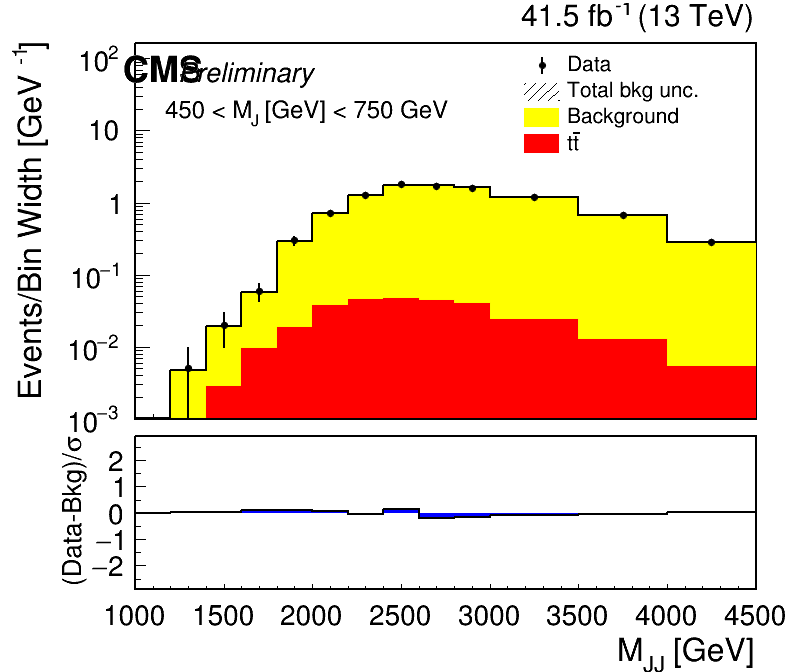 41.5 fb⁻¹ (13 TeV)
CMS Preliminary
450 < M_J [GeV] < 750 GeV
Data
Total bkg unc.
Background
tt̄
Events/Bin Width [GeV⁻¹]
10²
10
1
10⁻¹
10⁻²
10⁻³
(Data-Bkg)/σ
2
1
0
−1
−2
1000 1500 2000 2500 3000 3500 4000 4500
M_JJ [GeV]